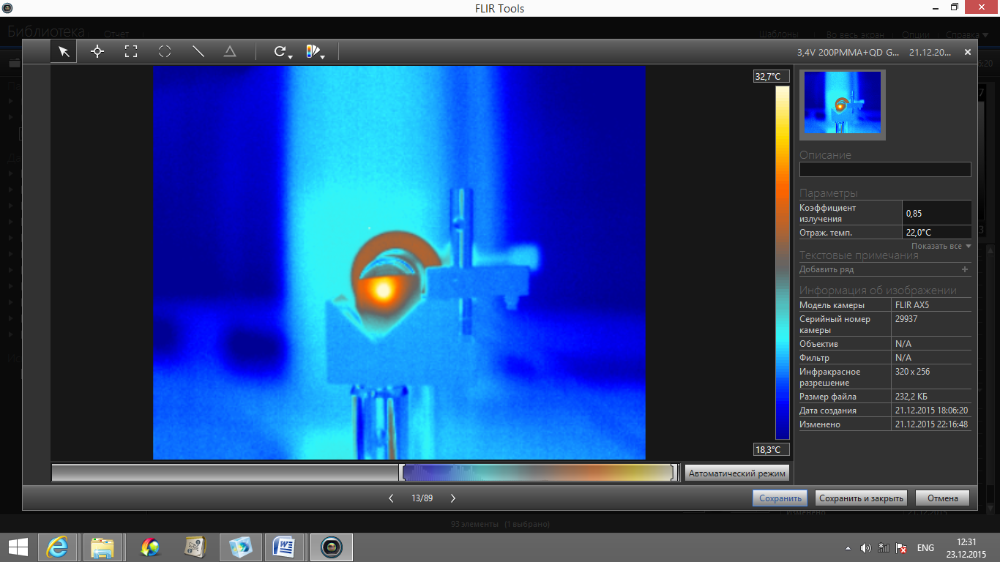 FLIR Tools
Библиотека
Отчет
Шаблоны
Во весь экран
Опции
Справка
3,4V 200PMMA+QD G...
21.12.20...
32,7°C
18,3°C
Описание
Параметры
Коэффициент
излучения
0,85
Отраж. темп.
22,0°C
Показать все
Текстовые примечания
Добавить ряд
Информация об изображении
Модель камеры
FLIR AX5
Серийный номер
камеры
29937
Объектив
N/A
Фильтр
N/A
Инфракрасное
разрешение
320 x 256
Размер файла
232,2 КБ
Дата создания
21.12.2015 18:06:20
Изменено
21.12.2015 22:16:48
Автоматический режим
13/89
Сохранить
Сохранить и закрыть
Отмена
93 элементы (1 выбрано)
ENG
12:31
23.12.2015